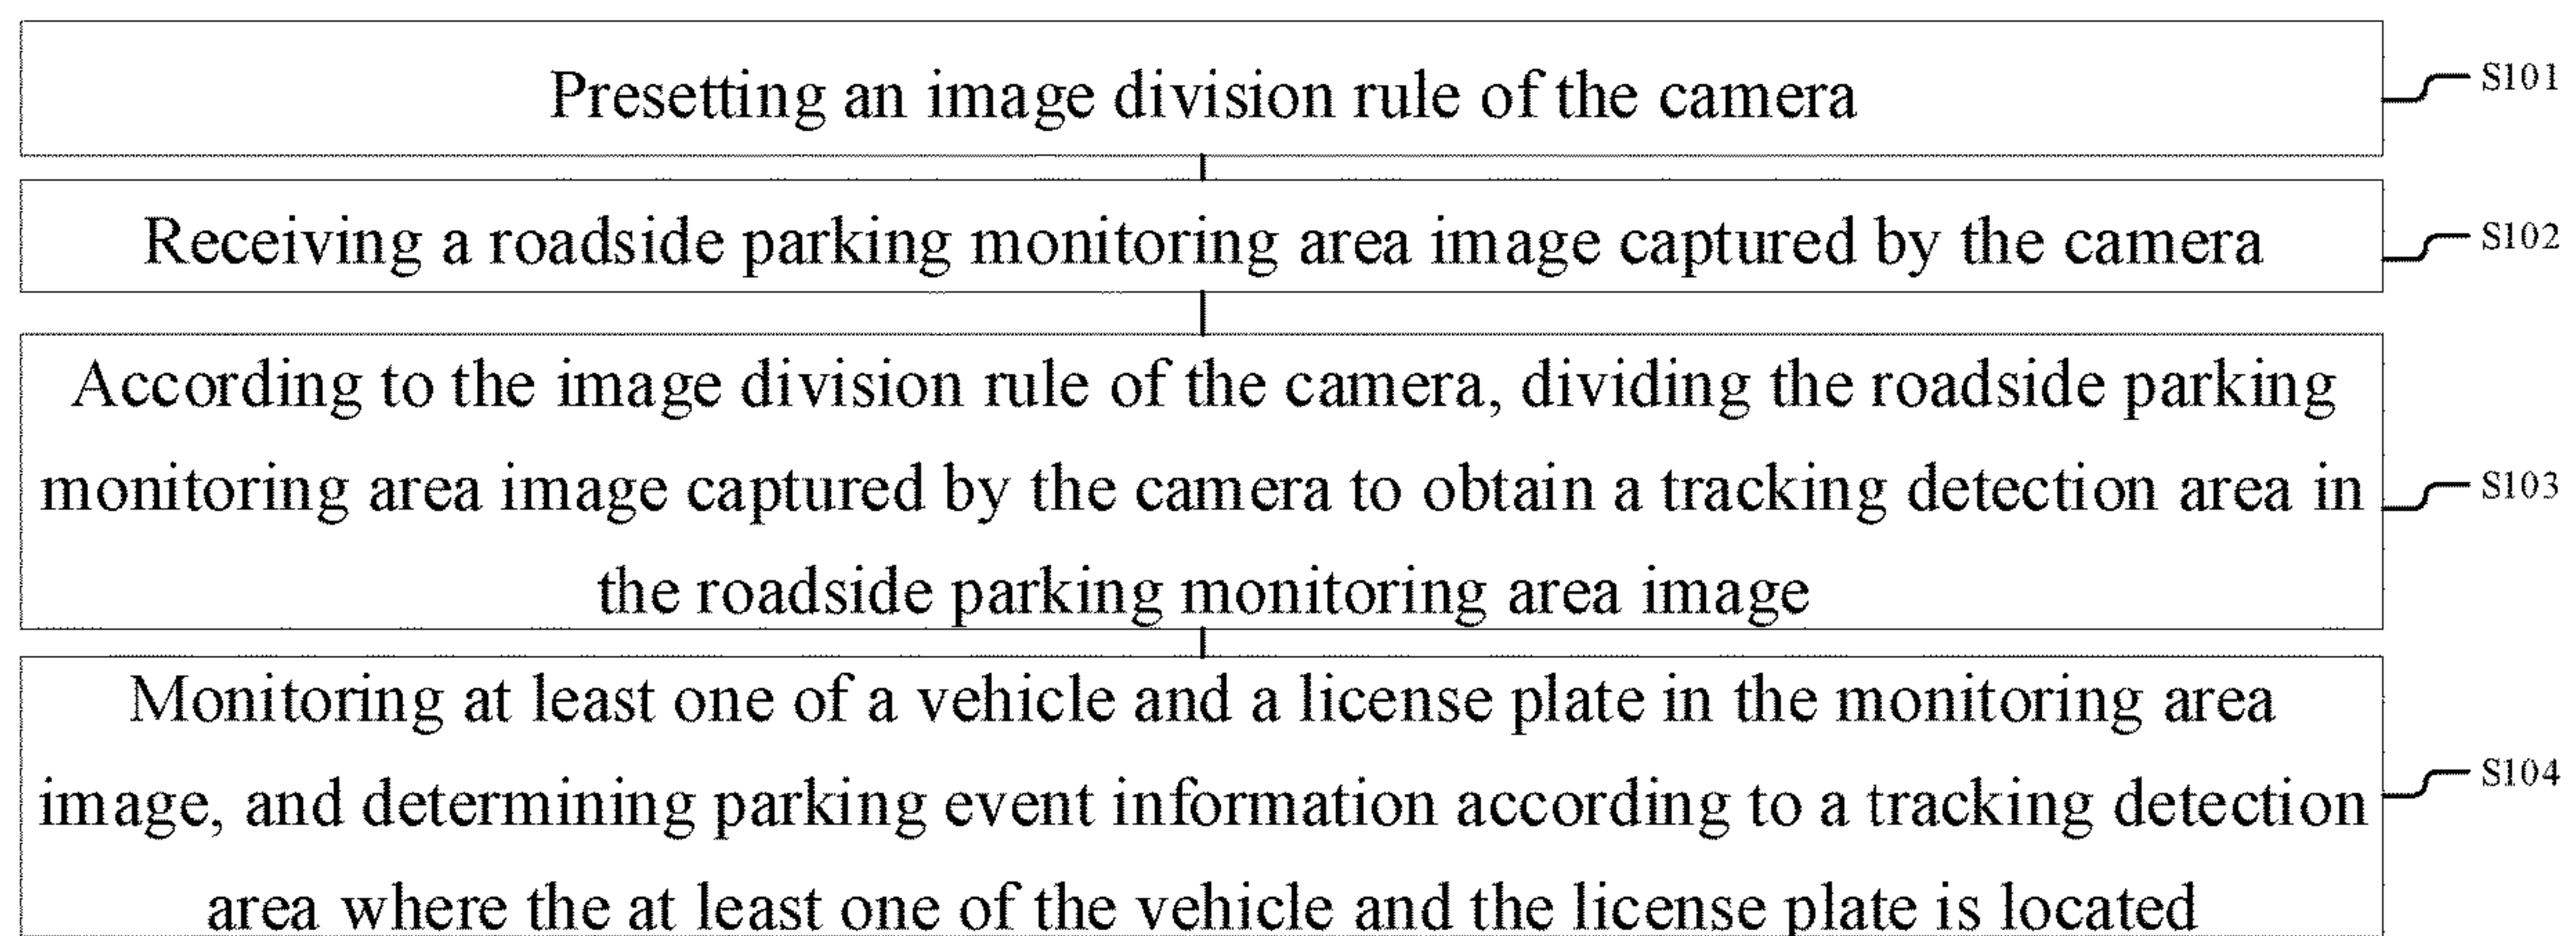 Presetting an image division rule of the camera
S101
Receiving a roadside parking monitoring area image captured by the camera
S102
According to the image division rule of the camera, dividing the roadside parking
monitoring area image captured by the camera to obtain a tracking detection area in
the roadside parking monitoring area image
S103
Monitoring at least one of a vehicle and a license plate in the monitoring area
image, and determining parking event information according to a tracking detection
area where the at least one of the vehicle and the license plate is located
S104